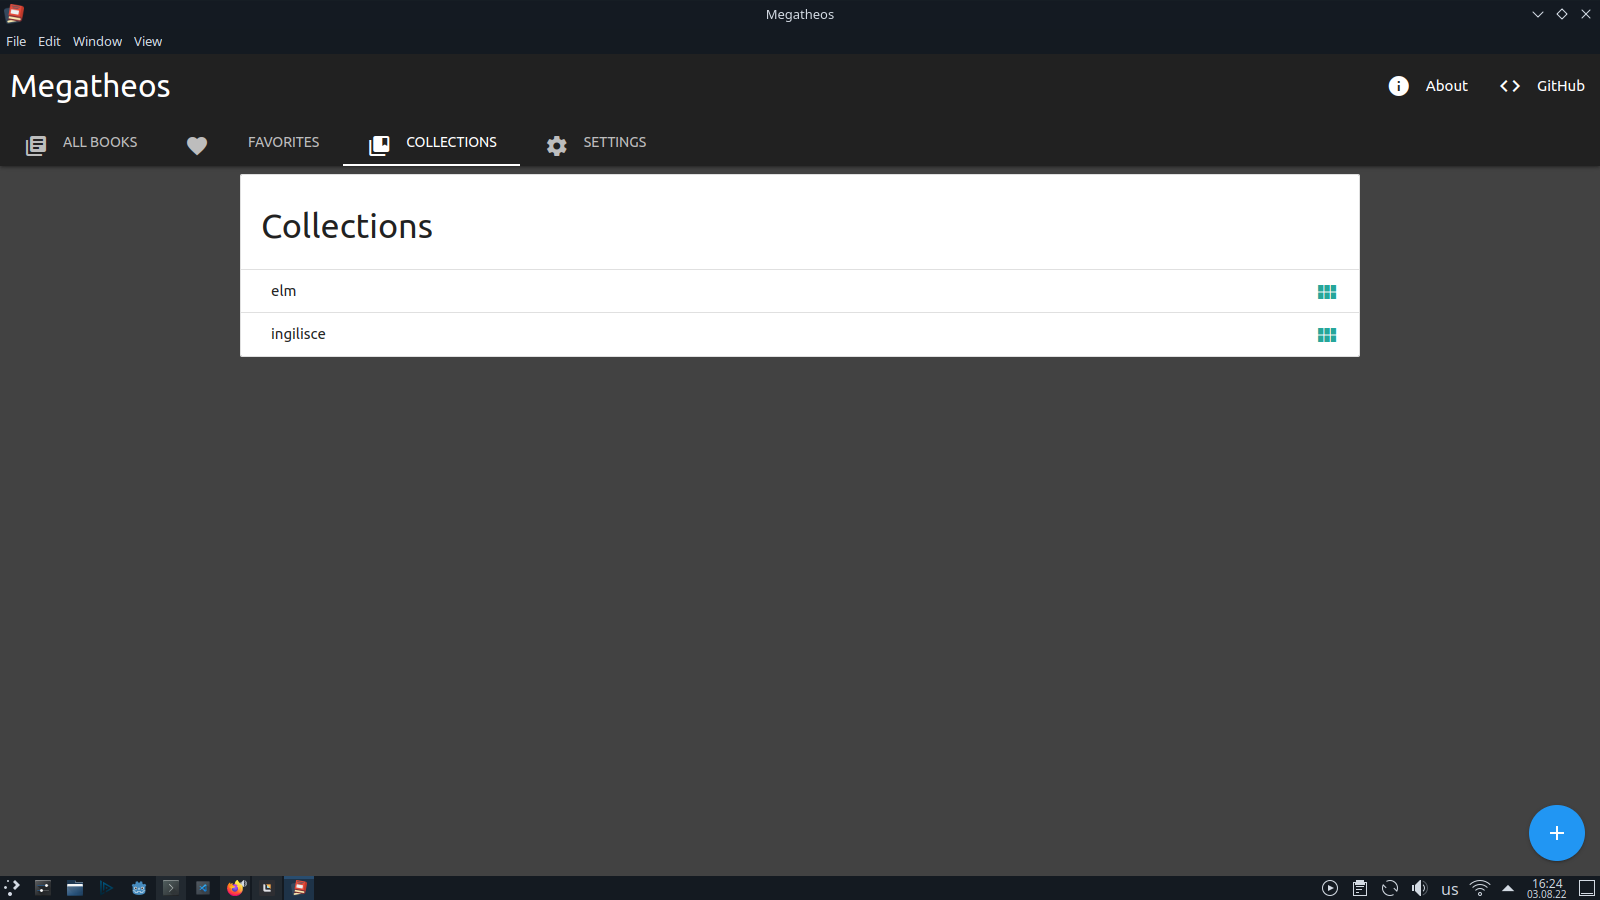 Megatheos
File Edit Window View
Megatheos
About GitHub
ALL BOOKS FAVORITES COLLECTIONS SETTINGS
Collections
elm
ingilisce
us
16:24
03.08.22